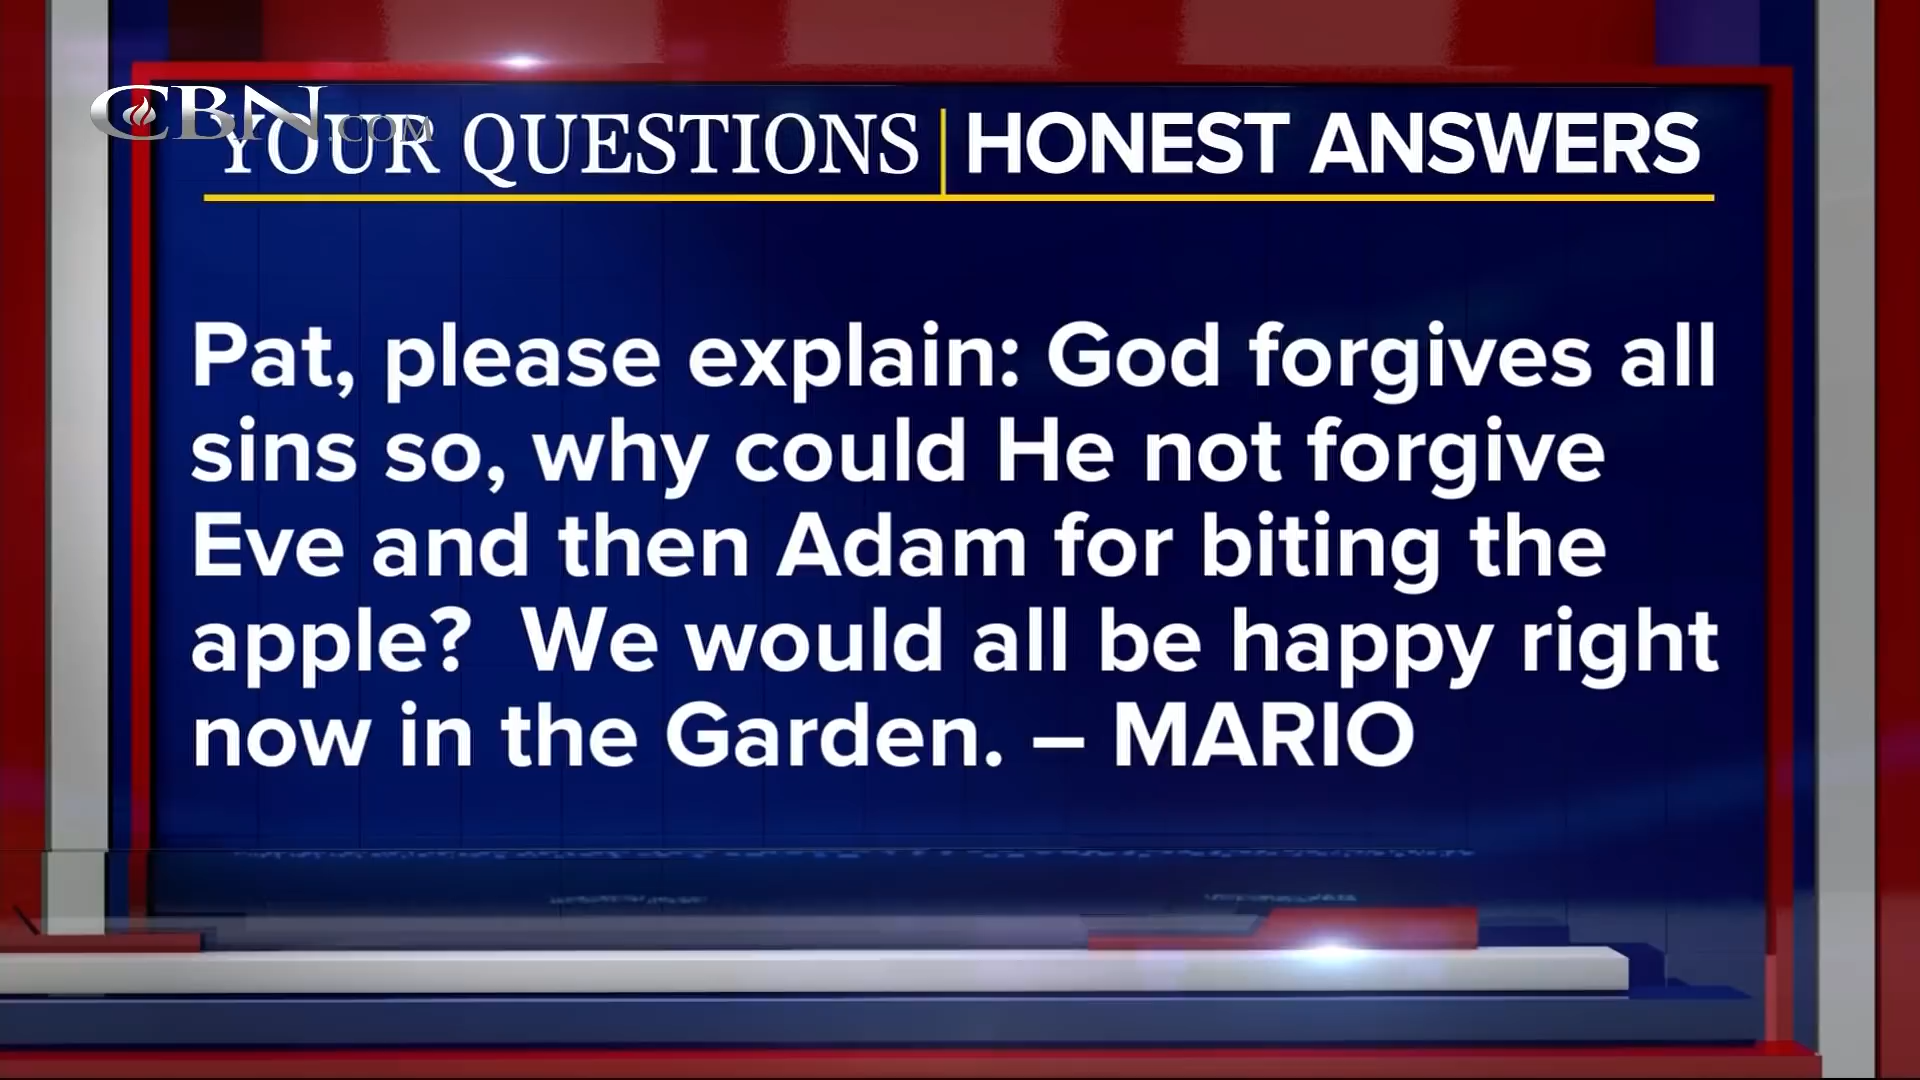 CBN.COM
YOUR QUESTIONS | HONEST ANSWERS
Pat, please explain: God forgives all
sins so, why could He not forgive
Eve and then Adam for biting the
apple?  We would all be happy right
now in the Garden. – MARIO